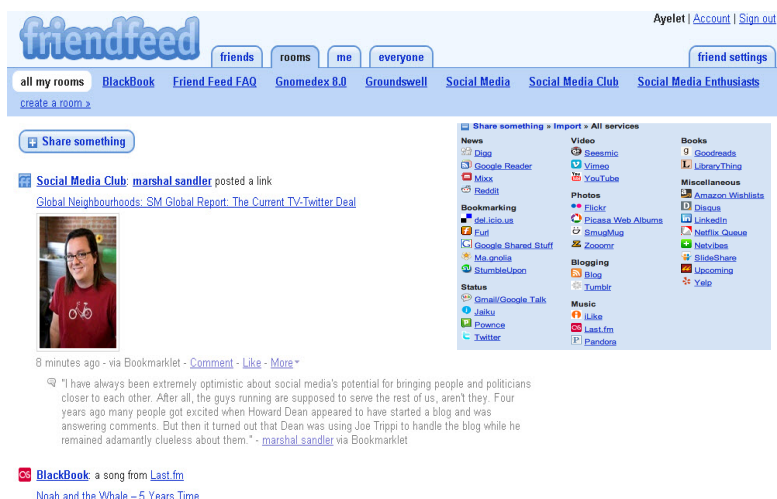 friendfeed
Ayelet | Account | Sign out
friends
rooms
me
everyone
friend settings
all my rooms
BlackBook
Friend Feed FAQ
Gnomedex 8.0
Groundswell
Social Media
Social Media Club
Social Media Enthusiasts
create a room »
Share something
Social Media Club: marshal sandler posted a link
Global Neighbourhoods: SM Global Report: The Current TV-Twitter Deal
8 minutes ago - via Bookmarklet - Comment - Like - More
"I have always been extremely optimistic about social media's potential for bringing people and politicians
closer to each other. After all, the guys running are supposed to serve the rest of us, aren't they. Four
years ago many people got excited when Howard Dean appeared to have started a blog and was
answering comments. But then it turned out that Dean was using Joe Trippi to handle the blog while he
remained adamantly clueless about them." - marshal sandler via Bookmarklet
BlackBook: a song from Last.fm
Noah and the Whale – 5 Years Time
Share something » Import » All services
News
Digg
Google Reader
Mixx
Reddit
Bookmarking
del.icio.us
Furl
Google Shared Stuff
Ma.gnolia
StumbleUpon
Status
Gmail/Google Talk
Jaiku
Pownce
Twitter
Video
Seesmic
Vimeo
YouTube
Photos
Flickr
Picasa Web Albums
SmugMug
Zooomr
Blogging
Blog
Tumblr
Music
iLike
Last.fm
Pandora
Books
Goodreads
LibraryThing
Miscellaneous
Amazon Wishlists
Disqus
LinkedIn
Netflix Queue
Netvibes
SlideShare
Upcoming
Yelp